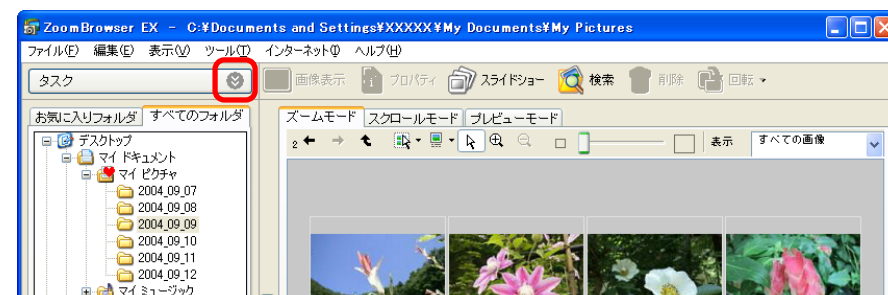 ZoomBrowser EX - C:¥Documents and Settings¥XXXXX¥My Documents¥My Pictures
ファイル(F) 編集(E) 表示(V) ツール(T) インターネット(I) ヘルプ(H)
タスク 画像表示 プロパティ スライドショー 検索 削除 回転
お気に入りフォルダ すべてのフォルダ ズームモード スクロールモード プレビューモード
2 表示 すべての画像
デスクトップ
マイ ドキュメント
マイ ピクチャ
2004_09_07
2004_09_08
2004_09_09
2004_09_10
2004_09_11
2004_09_12
マイ ミュージック